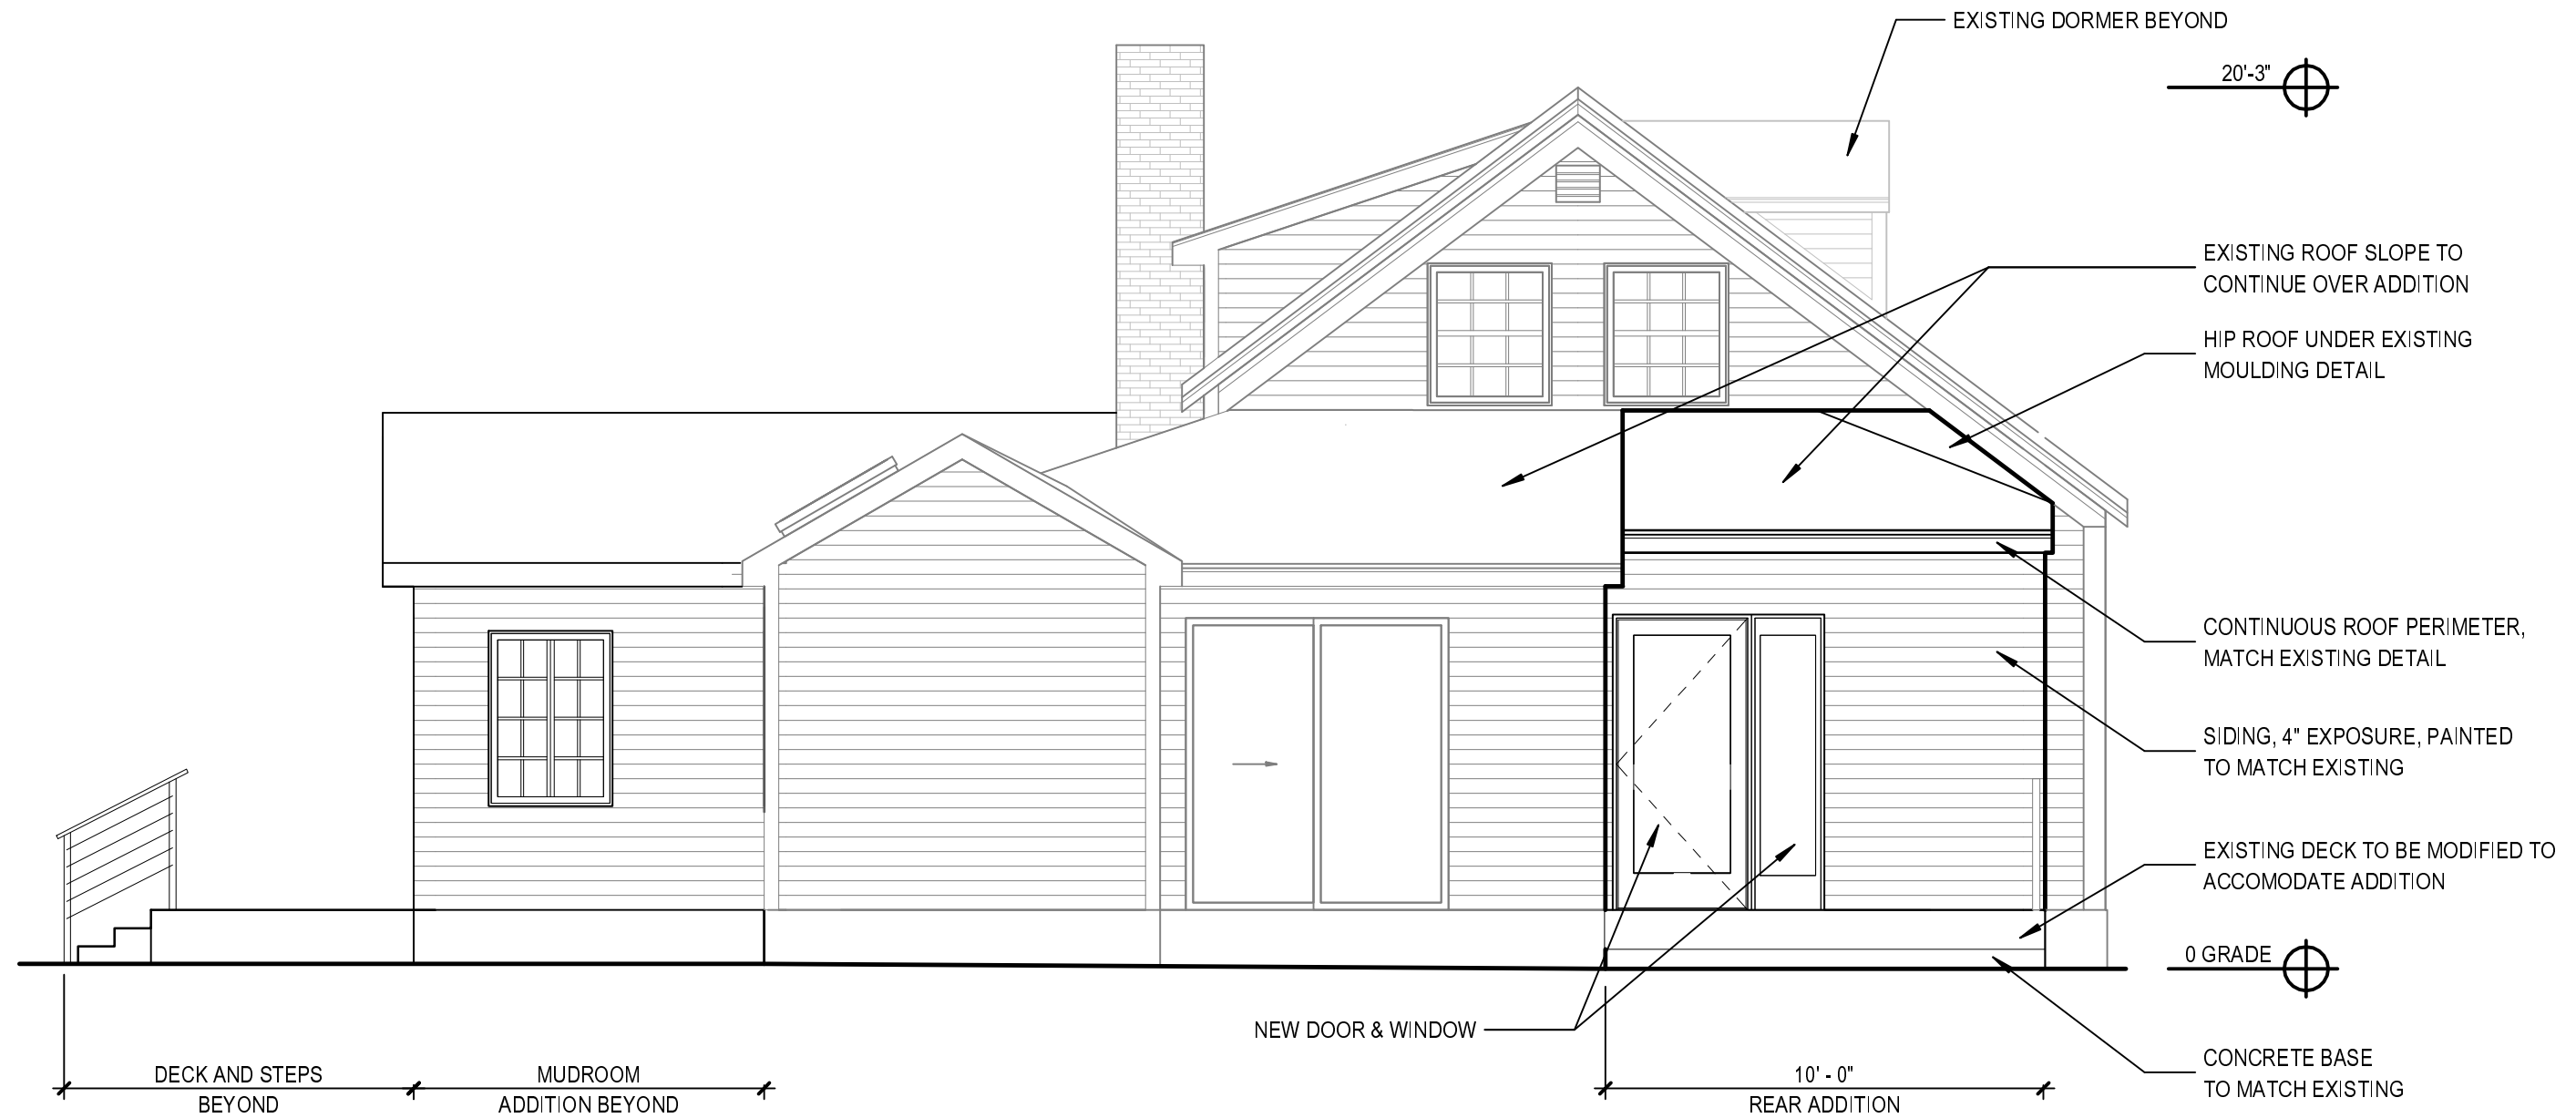 EXISTING DORMER BEYOND
20'-3"
EXISTING ROOF SLOPE TO
CONTINUE OVER ADDITION
HIP ROOF UNDER EXISTING
MOULDING DETAIL
CONTINUOUS ROOF PERIMETER,
MATCH EXISTING DETAIL
SIDING, 4" EXPOSURE, PAINTED
TO MATCH EXISTING
EXISTING DECK TO BE MODIFIED TO
ACCOMODATE ADDITION
0 GRADE
NEW DOOR & WINDOW
CONCRETE BASE
TO MATCH EXISTING
DECK AND STEPS
BEYOND
MUDROOM
ADDITION BEYOND
10' - 0"
REAR ADDITION